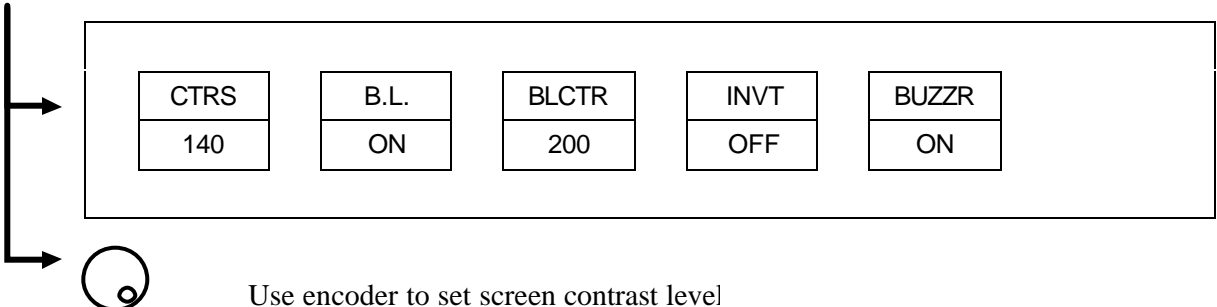 CTRS B.L. BLCTR INVT BUZZR
140 ON 200 OFF ON
Use encoder to set screen contrast level